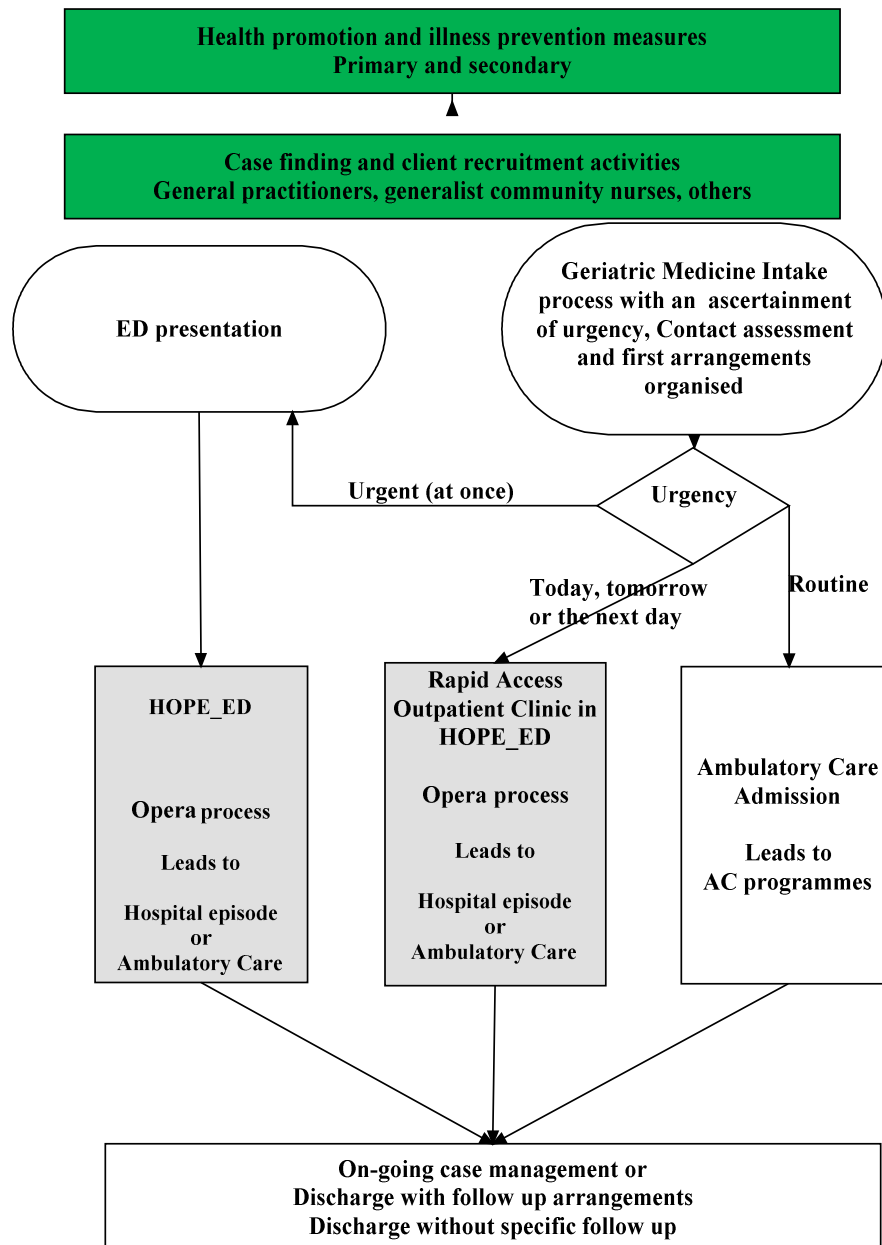 Health promotion and illness prevention measures
Primary and secondary
Case finding and client recruitment activities
General practitioners, generalist community nurses, others
ED presentation
Geriatric Medicine Intake
process with an ascertainment
of urgency, Contact assessment
and first arrangements
organised
Urgent (at once)
Urgency
Today, tomorrow
or the next day
Routine
HOPE_ED
Opera process
Leads to
Hospital episode
or
Ambulatory Care
Rapid Access
Outpatient Clinic in
HOPE_ED
Opera process
Leads to
Hospital episode
or
Ambulatory Care
Ambulatory Care
Admission
Leads to
AC programmes
On-going case management or
Discharge with follow up arrangements
Discharge without specific follow up